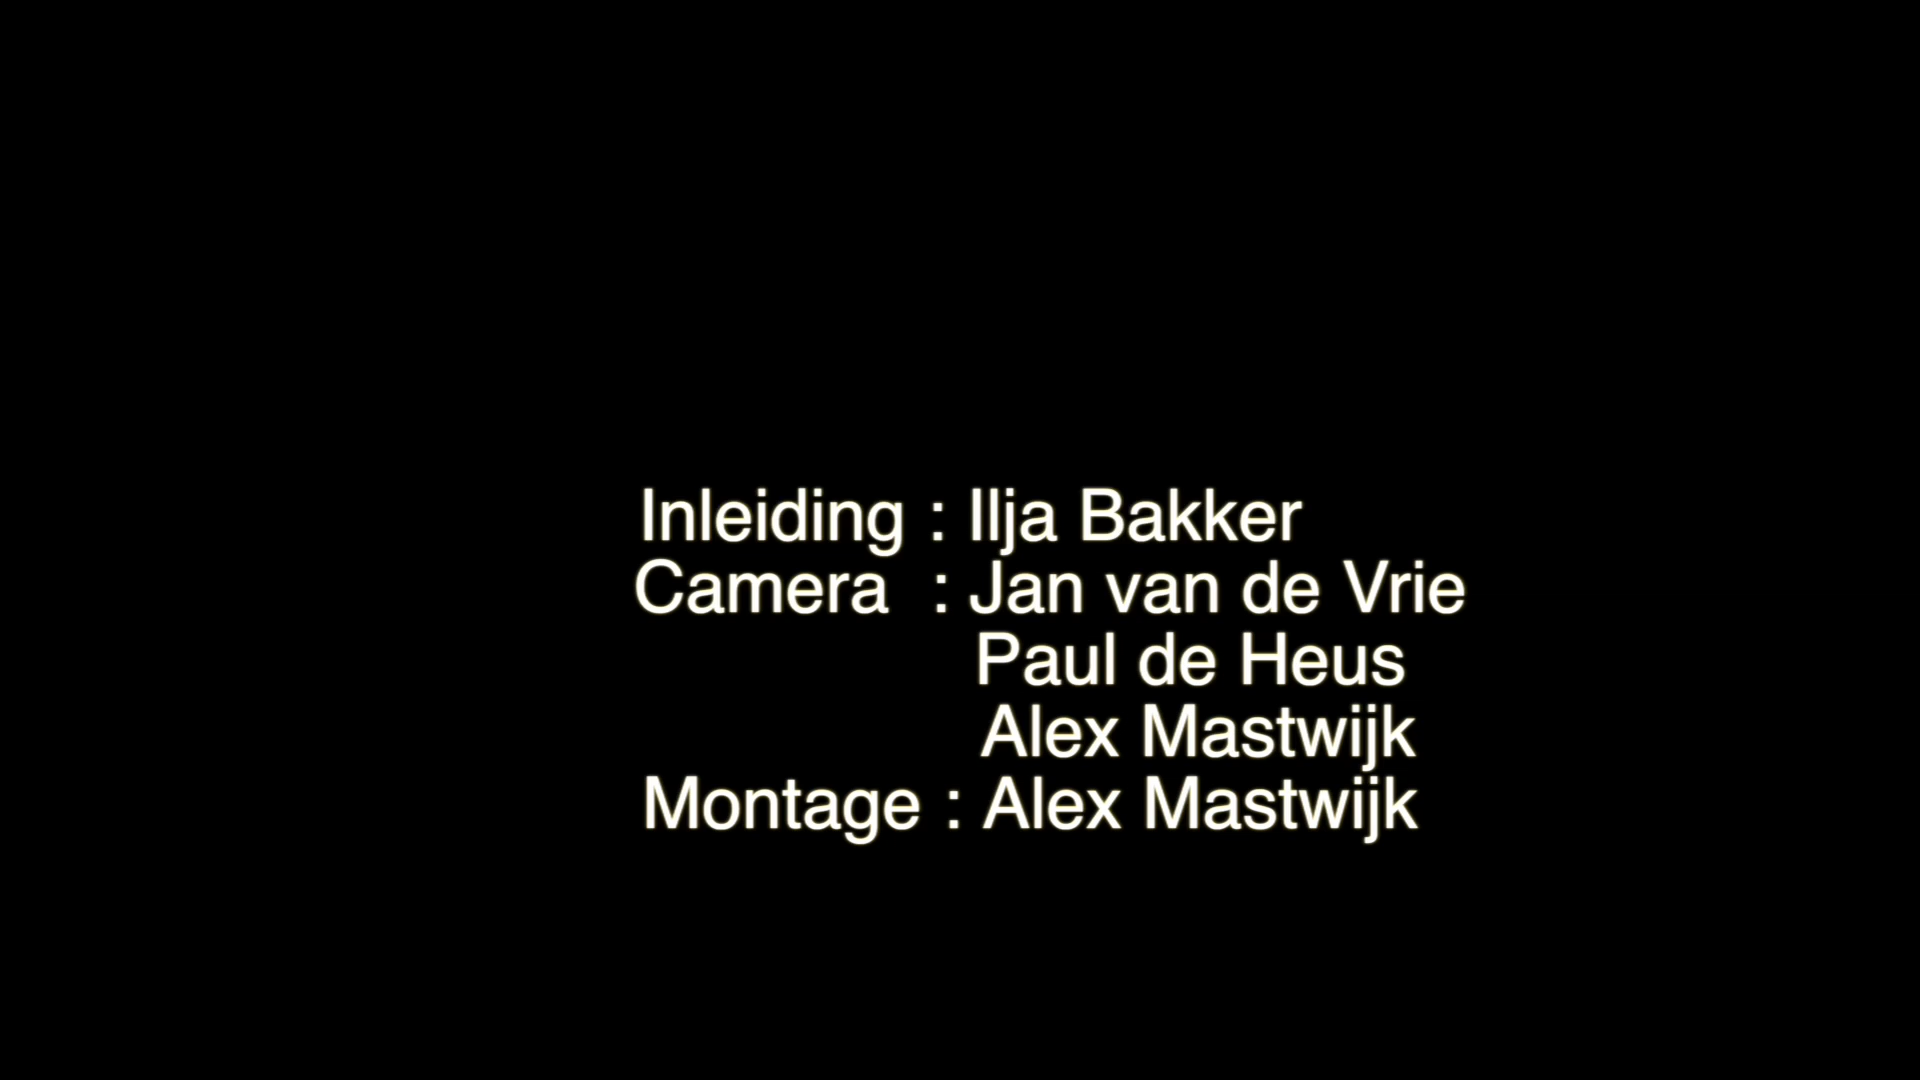 Inleiding : Ilja Bakker
Camera : Jan van de Vrie
Paul de Heus
Alex Mastwijk
Montage : Alex Mastwijk